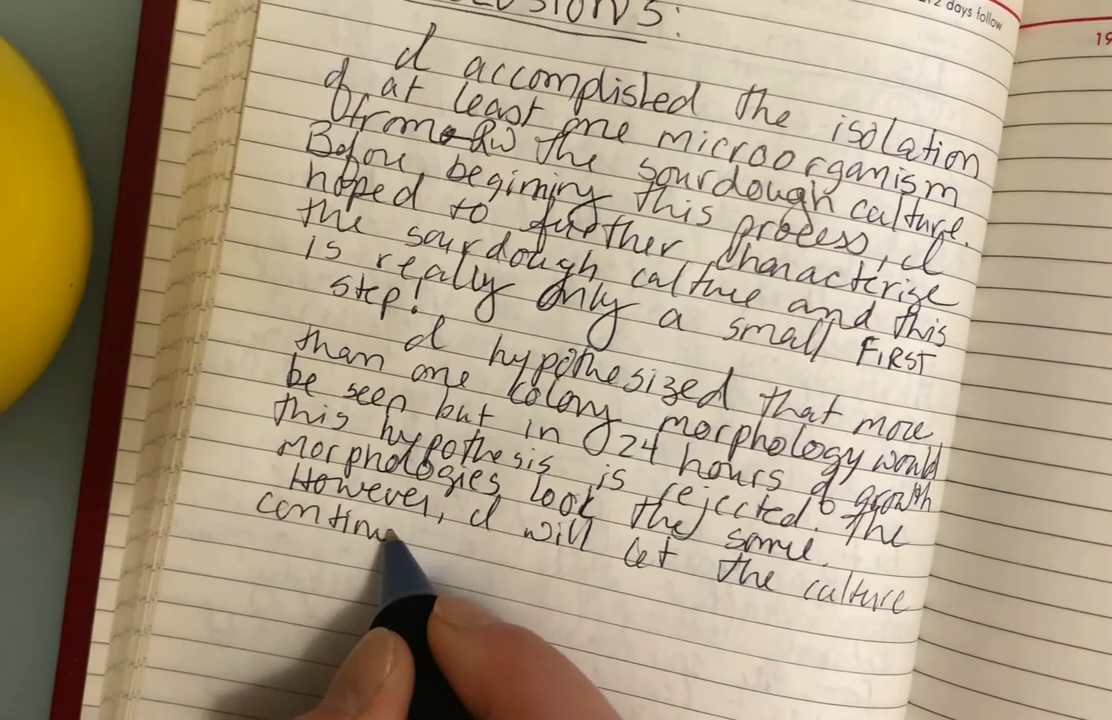 USIONS:
2 days follow
19
I accomplished the isolation
of at least one microorganism
from the sourdough culture.
Before beginning this process, I
hoped to further characterize
the sourdough culture and this
is really only a small FIRST
step!
I hypothesized that more
than one colony morphology would
be seen but in 24 hours of growth
this hypothesis is rejected. The
morphologies look the same.
However, I will let the culture
continu